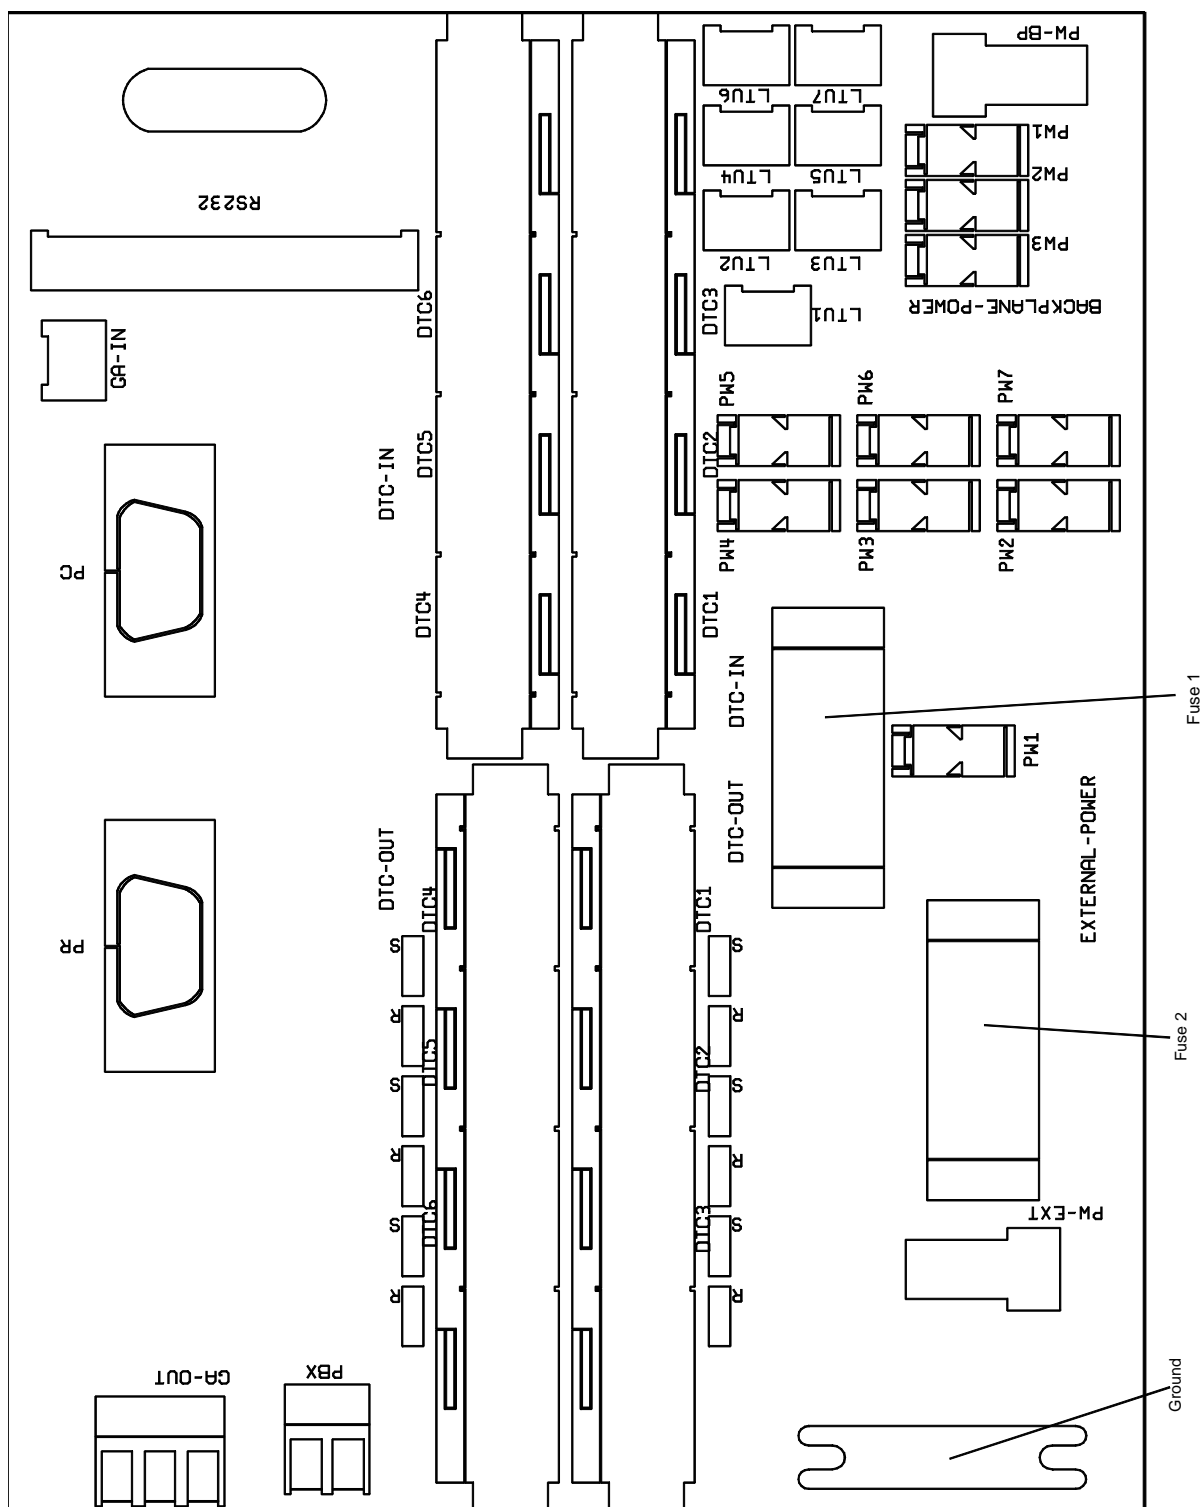 PW-BP
LTU6
LTU7
PW1
LTU4
LTU5
PW2
RS232
LTU2
LTU3
PW3
DTC6
DTC3
LTU1
BACKPLANE-POWER
GA-IN
PW5
PW6
PW7
DTC-IN
DTC5
DTC2
PW4
PW3
PW2
PC
DTC4
DTC1
DTC-IN
Fuse 1
PW1
DTC-OUT
DTC-OUT
EXTERNAL-POWER
DTC4
DTC1
PR
S
S
R
R
DTC5
DTC2
Fuse 2
S
S
R
R
DTC6
DTC3
PW-EXT
S
S
R
R
GA-OUT
PBX
Ground